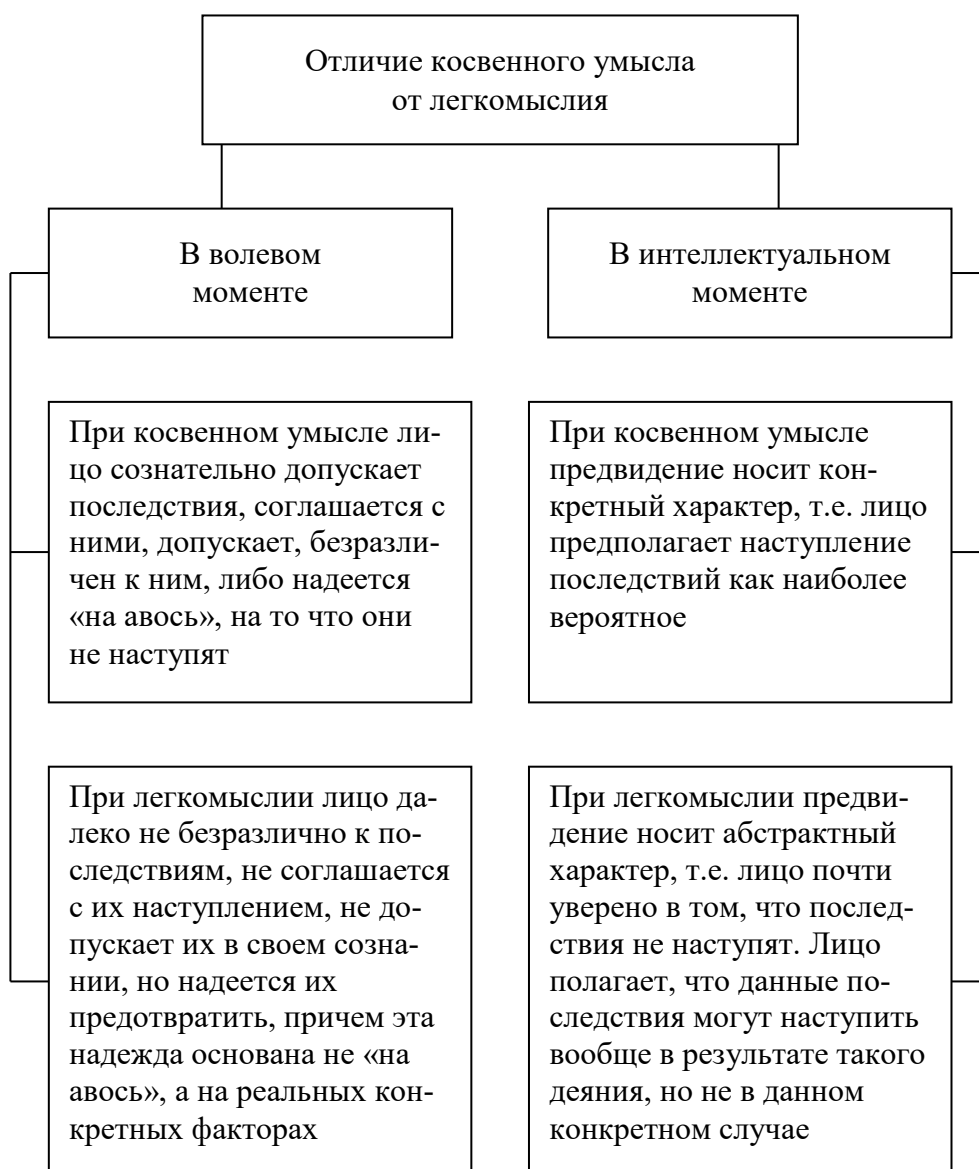 Отличие косвенного умысла
от легкомыслия
В волевом
моменте
В интеллектуальном
моменте
При косвенном умысле ли-
цо сознательно допускает
последствия, соглашается с
ними, допускает, безразли-
чен к ним, либо надеется
«на авось», на то что они
не наступят
При косвенном умысле
предвидение носит кон-
кретный характер, т.е. лицо
предполагает наступление
последствий как наиболее
вероятное
При легкомыслии лицо да-
леко не безразлично к по-
следствиям, не соглашается
с их наступлением, не до-
пускает их в своем созна-
нии, но надеется их
предотвратить, причем эта
надежда основана не «на
авось», а на реальных кон-
кретных факторах
При легкомыслии предви-
дение носит абстрактный
характер, т.е. лицо почти
уверено в том, что послед-
ствия не наступят. Лицо
полагает, что данные по-
следствия могут наступить
вообще в результате такого
деяния, но не в данном
конкретном случае